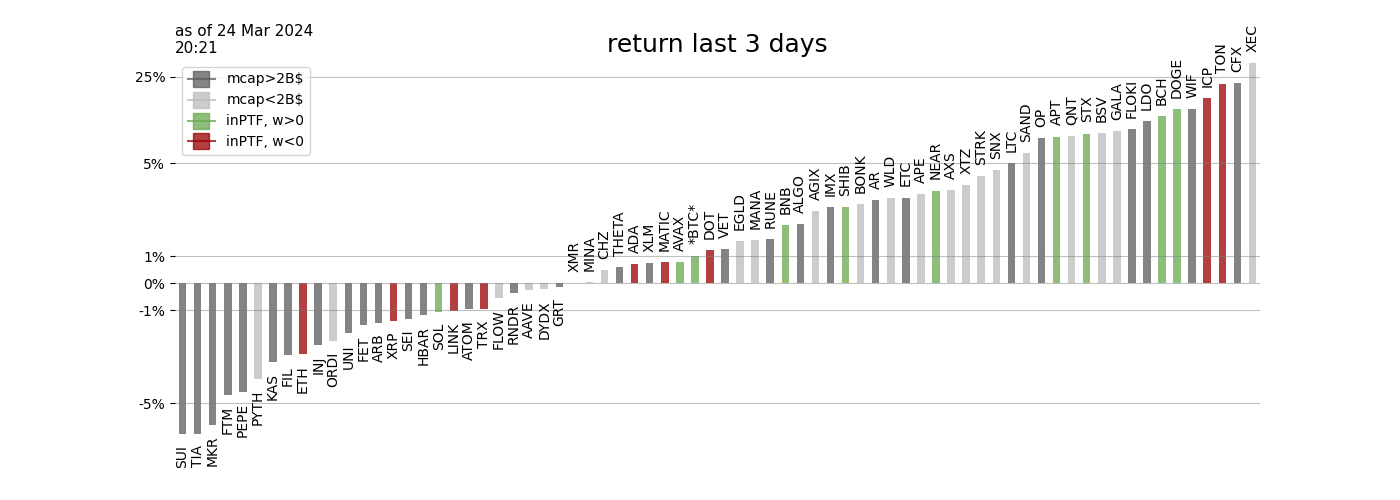 as of 24 Mar 2024
20:21
return last 3 days
mcap>2B$
mcap<2B$
inPTF, w>0
inPTF, w<0
25%
5%
1%
0%
-1%
-5%
SUI
TIA
MKR
FTM
PEPE
PYTH
KAS
FIL
ETH
INJ
ORDI
UNI
FET
ARB
XRP
SEI
HBAR
SOL
LINK
ATOM
TRX
FLOW
RNDR
AAVE
DYDX
GRT
XMR
MINA
CHZ
THETA
ADA
XLM
MATIC
AVAX
*BTC*
DOT
VET
EGLD
MANA
RUNE
BNB
ALGO
AGIX
IMX
SHIB
BONK
AR
WLD
ETC
APE
NEAR
AXS
XTZ
STRK
SNX
LTC
SAND
OP
APT
QNT
STX
BSV
GALA
FLOKI
LDO
BCH
DOGE
WIF
ICP
TON
CFX
XEC